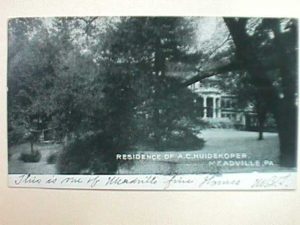 RESIDENCE OF A.C. HUIDEKOPER.
MEADVILLE, PA.
This is one of Meadville fine Homes